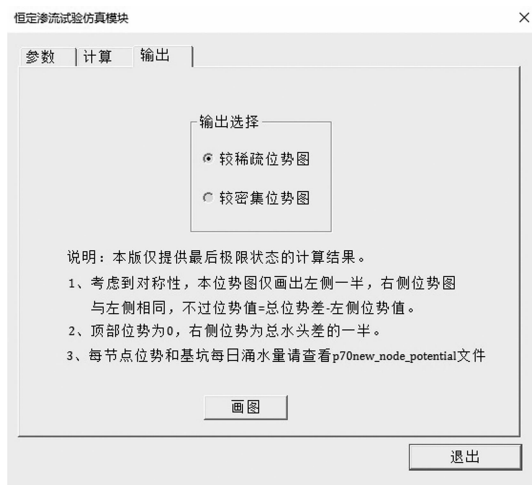 恒定渗流试验仿真模块
参数 计算 输出
输出选择
较稀疏位势图
较密集位势图
说明：本版仅提供最后极限状态的计算结果。
1、考虑到对称性，本位势图仅画出左侧一半，右侧位势图
与左侧相同，不过位势值=总位势差-左侧位势值。
2、顶部位势为0，右侧位势为总水头差的一半。
3、每节点位势和基坑每日涌水量请查看p70new_node_potential文件
画图
退出